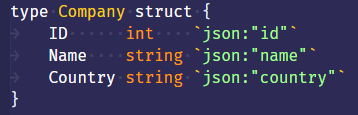 type Company struct {
    ID      int    `json:"id"`
    Name    string `json:"name"`
    Country string `json:"country"`
}